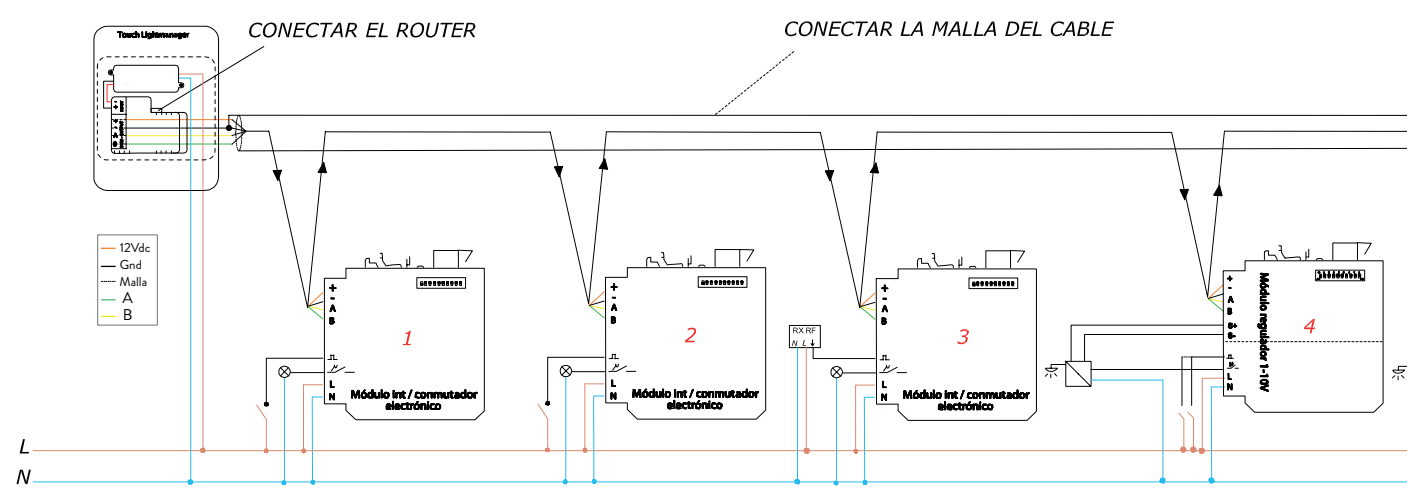 CONECTAR EL ROUTER
CONECTAR LA MALLA DEL CABLE
Touch Lightmanager
12Vdc
Gnd
Malla
A
B
+
-
A
B
1
L
N
Módulo int / conmutador
electrónico
+
-
A
B
2
L
N
Módulo int / conmutador
electrónico
RX RF
N L
+
-
A
B
3
L
N
Módulo int / conmutador
electrónico
+
-
A
B
S+
S-
L
N
Módulo regulador 1-10V
4
L
N